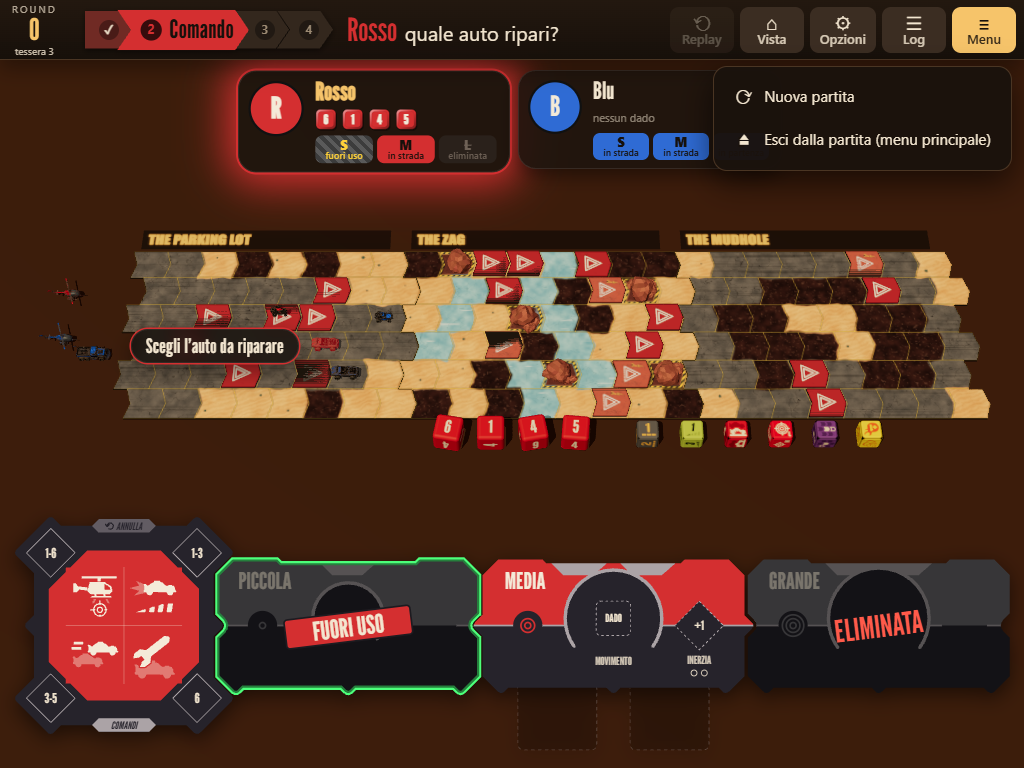 ROUND
0
tessera 3
✓ 2 Comando 3 4
Rosso quale auto ripari?
Replay
Vista
Opzioni
Log
Menu
Nuova partita
Esci dalla partita (menu principale)
R
Rosso
6 1 4 5
S
fuori uso
M
in strada
L
eliminata
B
Blu
nessun dado
S
in strada
M
in strada
THE PARKING LOT
THE ZAG
THE MUDHOLE
Scegli l'auto da riparare
6 1 4 5
ANNULLA
1-6
1-3
3-5
6
COMANDI
PICCOLA
FUORI USO
MEDIA
DADO
MOVIMENTO
+1
INERZIA
GRANDE
ELIMINATA